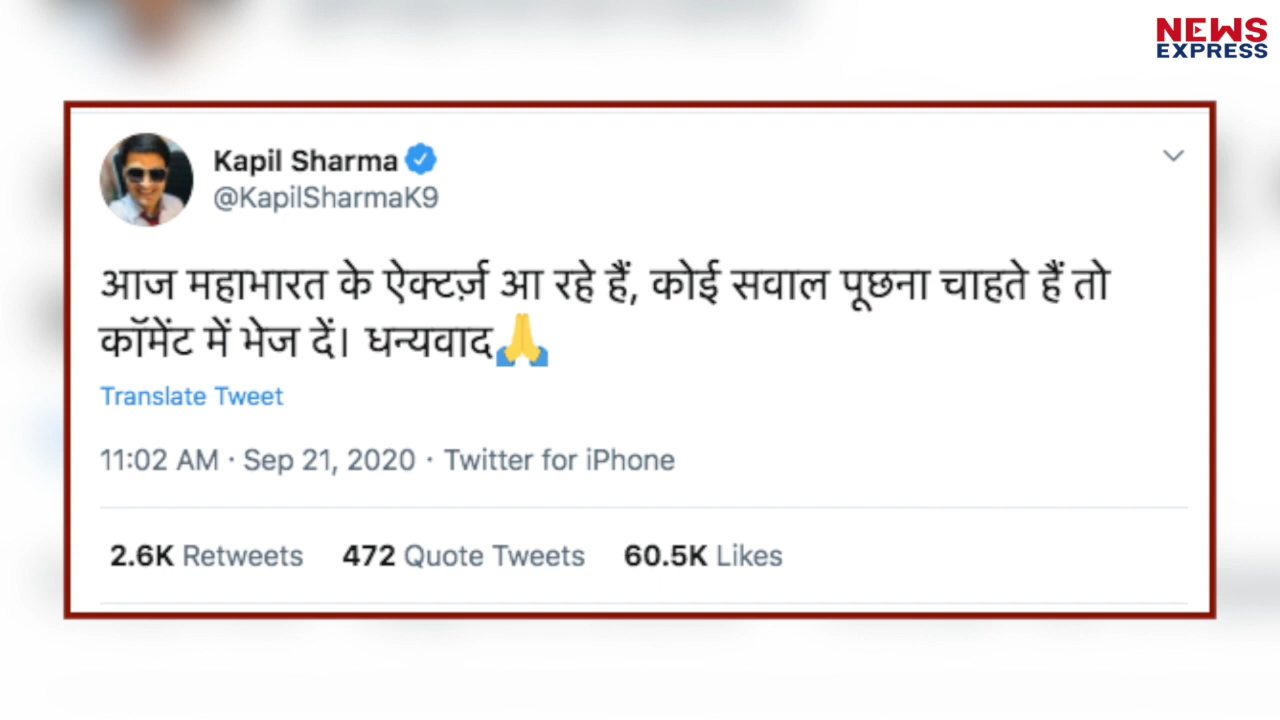 NEWS
EXPRESS
Kapil Sharma
@KapilSharmaK9
आज महाभारत के ऐक्टर्ज़ आ रहे हैं, कोई सवाल पूछना चाहते हैं तो
कॉमेंट में भेज दें। धन्यवाद🙏
Translate Tweet
11:02 AM · Sep 21, 2020 · Twitter for iPhone
2.6K Retweets 472 Quote Tweets 60.5K Likes